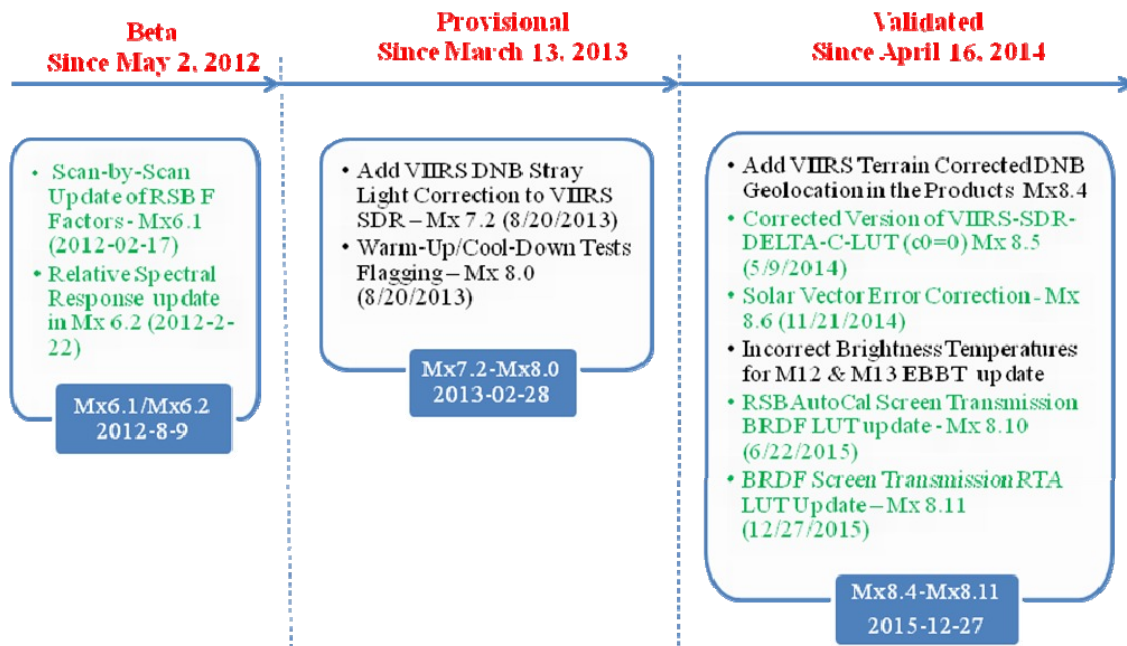 Beta
Since May 2, 2012
Provisional
Since March 13, 2013
Validated
Since April 16, 2014
• Scan-by-Scan
Update of RSB F
Factors - Mx6.1
(2012-02-17)
• Relative Spectral
Response update
in Mx 6.2 (2012-2-
22)
Mx6.1/Mx6.2
2012-8-9
• Add VIIRS DNB Stray
Light Correction to VIIRS
SDR – Mx 7.2 (8/20/2013)
• Warm-Up/Cool-Down Tests
Flagging – Mx 8.0
(8/20/2013)
Mx7.2-Mx8.0
2013-02-28
• Add VIIRS Terrain Corrected DNB
Geolocation in the Products Mx8.4
• Corrected Version of VIIRS-SDR-
DELTA-C-LUT (c0=0) Mx 8.5
(5/9/2014)
• Solar Vector Error Correction - Mx
8.6 (11/21/2014)
• Incorrect Brightness Temperatures
for M12 & M13 EBBT update
• RSB AutoCal Screen Transmission
BRDF LUT update - Mx 8.10
(6/22/2015)
• BRDF Screen Transmission RTA
LUT Update – Mx 8.11
(12/27/2015)
Mx8.4-Mx8.11
2015-12-27